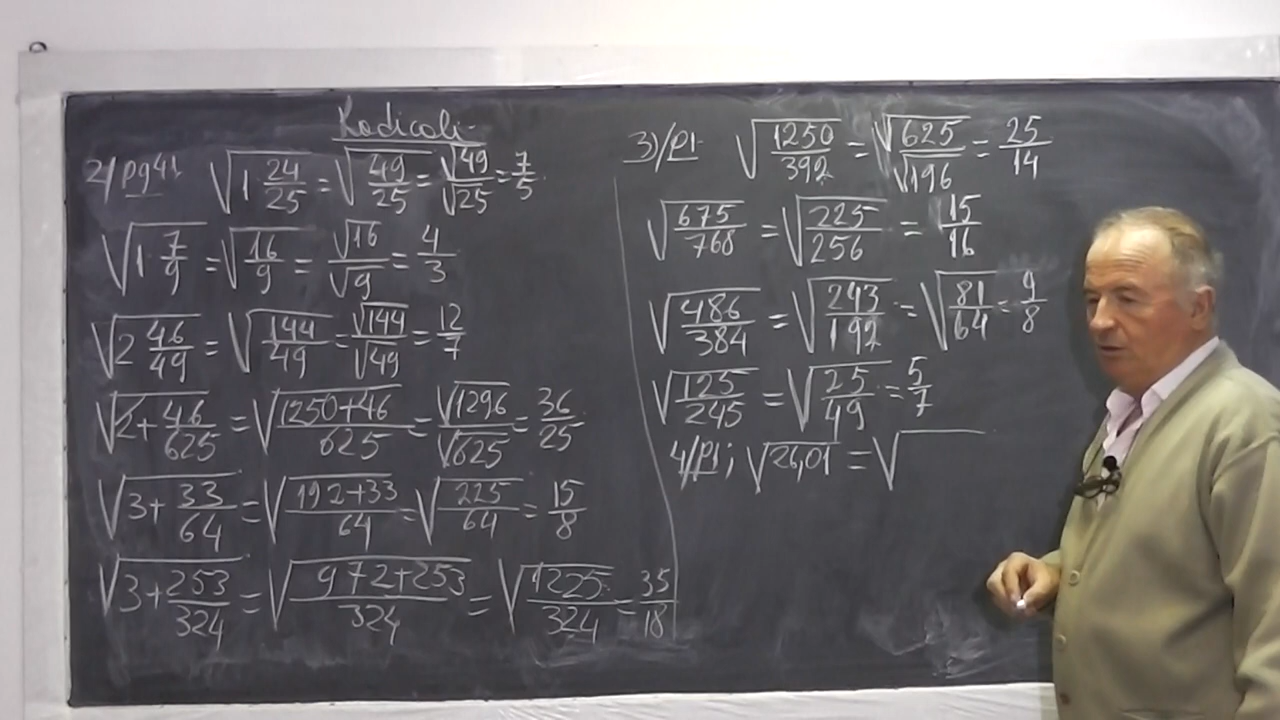 Radicali
2)/pg41 √(1 24/25) = √(49/25) = √49/√25 = 7/5
√(1 7/9) = √(16/9) = √16/√9 = 4/3
√(2 46/49) = √(144/49) = √144/√49 = 12/7
√(2 + 46/625) = √((1250+46)/625) = √1296/√625 = 36/25
√(3 + 33/64) = √((192+33)/64) = √(225/64) = 15/8
√(3 + 253/324) = √((972+253)/324) = √(1225/324) = 35/18
3)/p1 √(1250/392) = √625/√196 = 25/14
√(675/768) = √(225/256) = 15/16
√(486/384) = √(243/192) = √(81/64) = 9/8
√(125/245) = √(25/49) = 5/7
4/p1; √26,01 = √